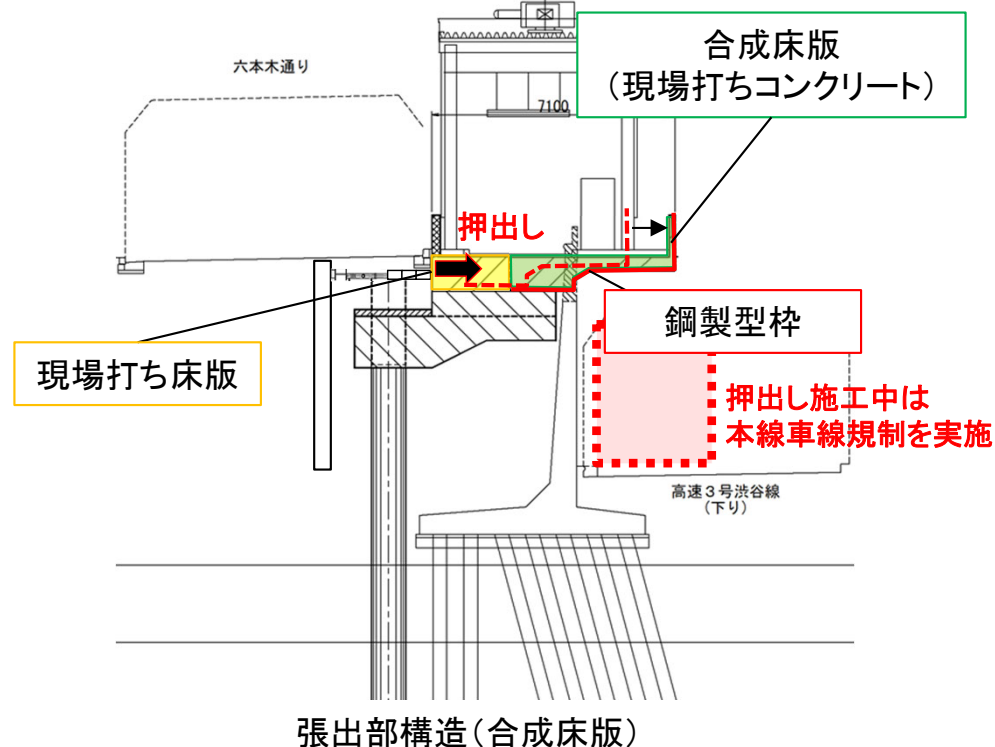 合成床版
（現場打ちコンクリート）
六本木通り
7100
押出し
鋼製型枠
現場打ち床版
押出し施工中は
本線車線規制を実施
高速３号渋谷線
（下り）
張出部構造（合成床版）